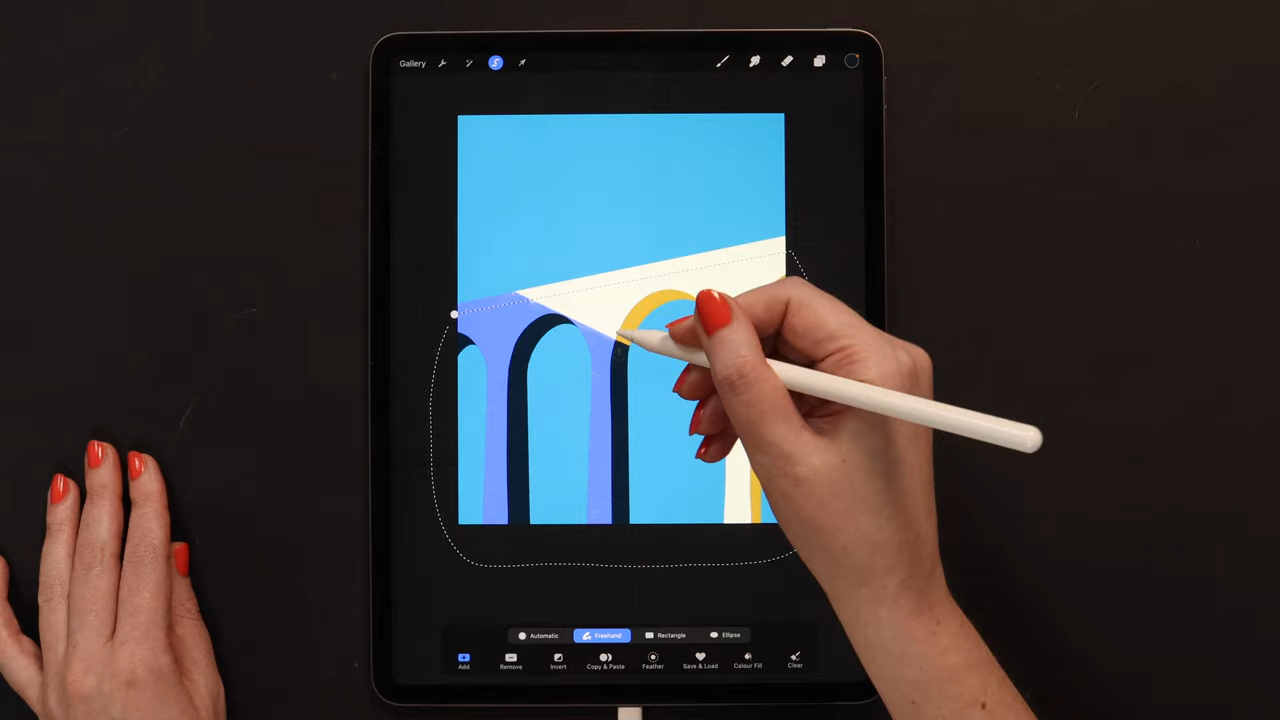 Gallery
Automatic Freehand Rectangle Ellipse
Add Remove Invert Copy & Paste Feather Save & Load Colour Fill Clear